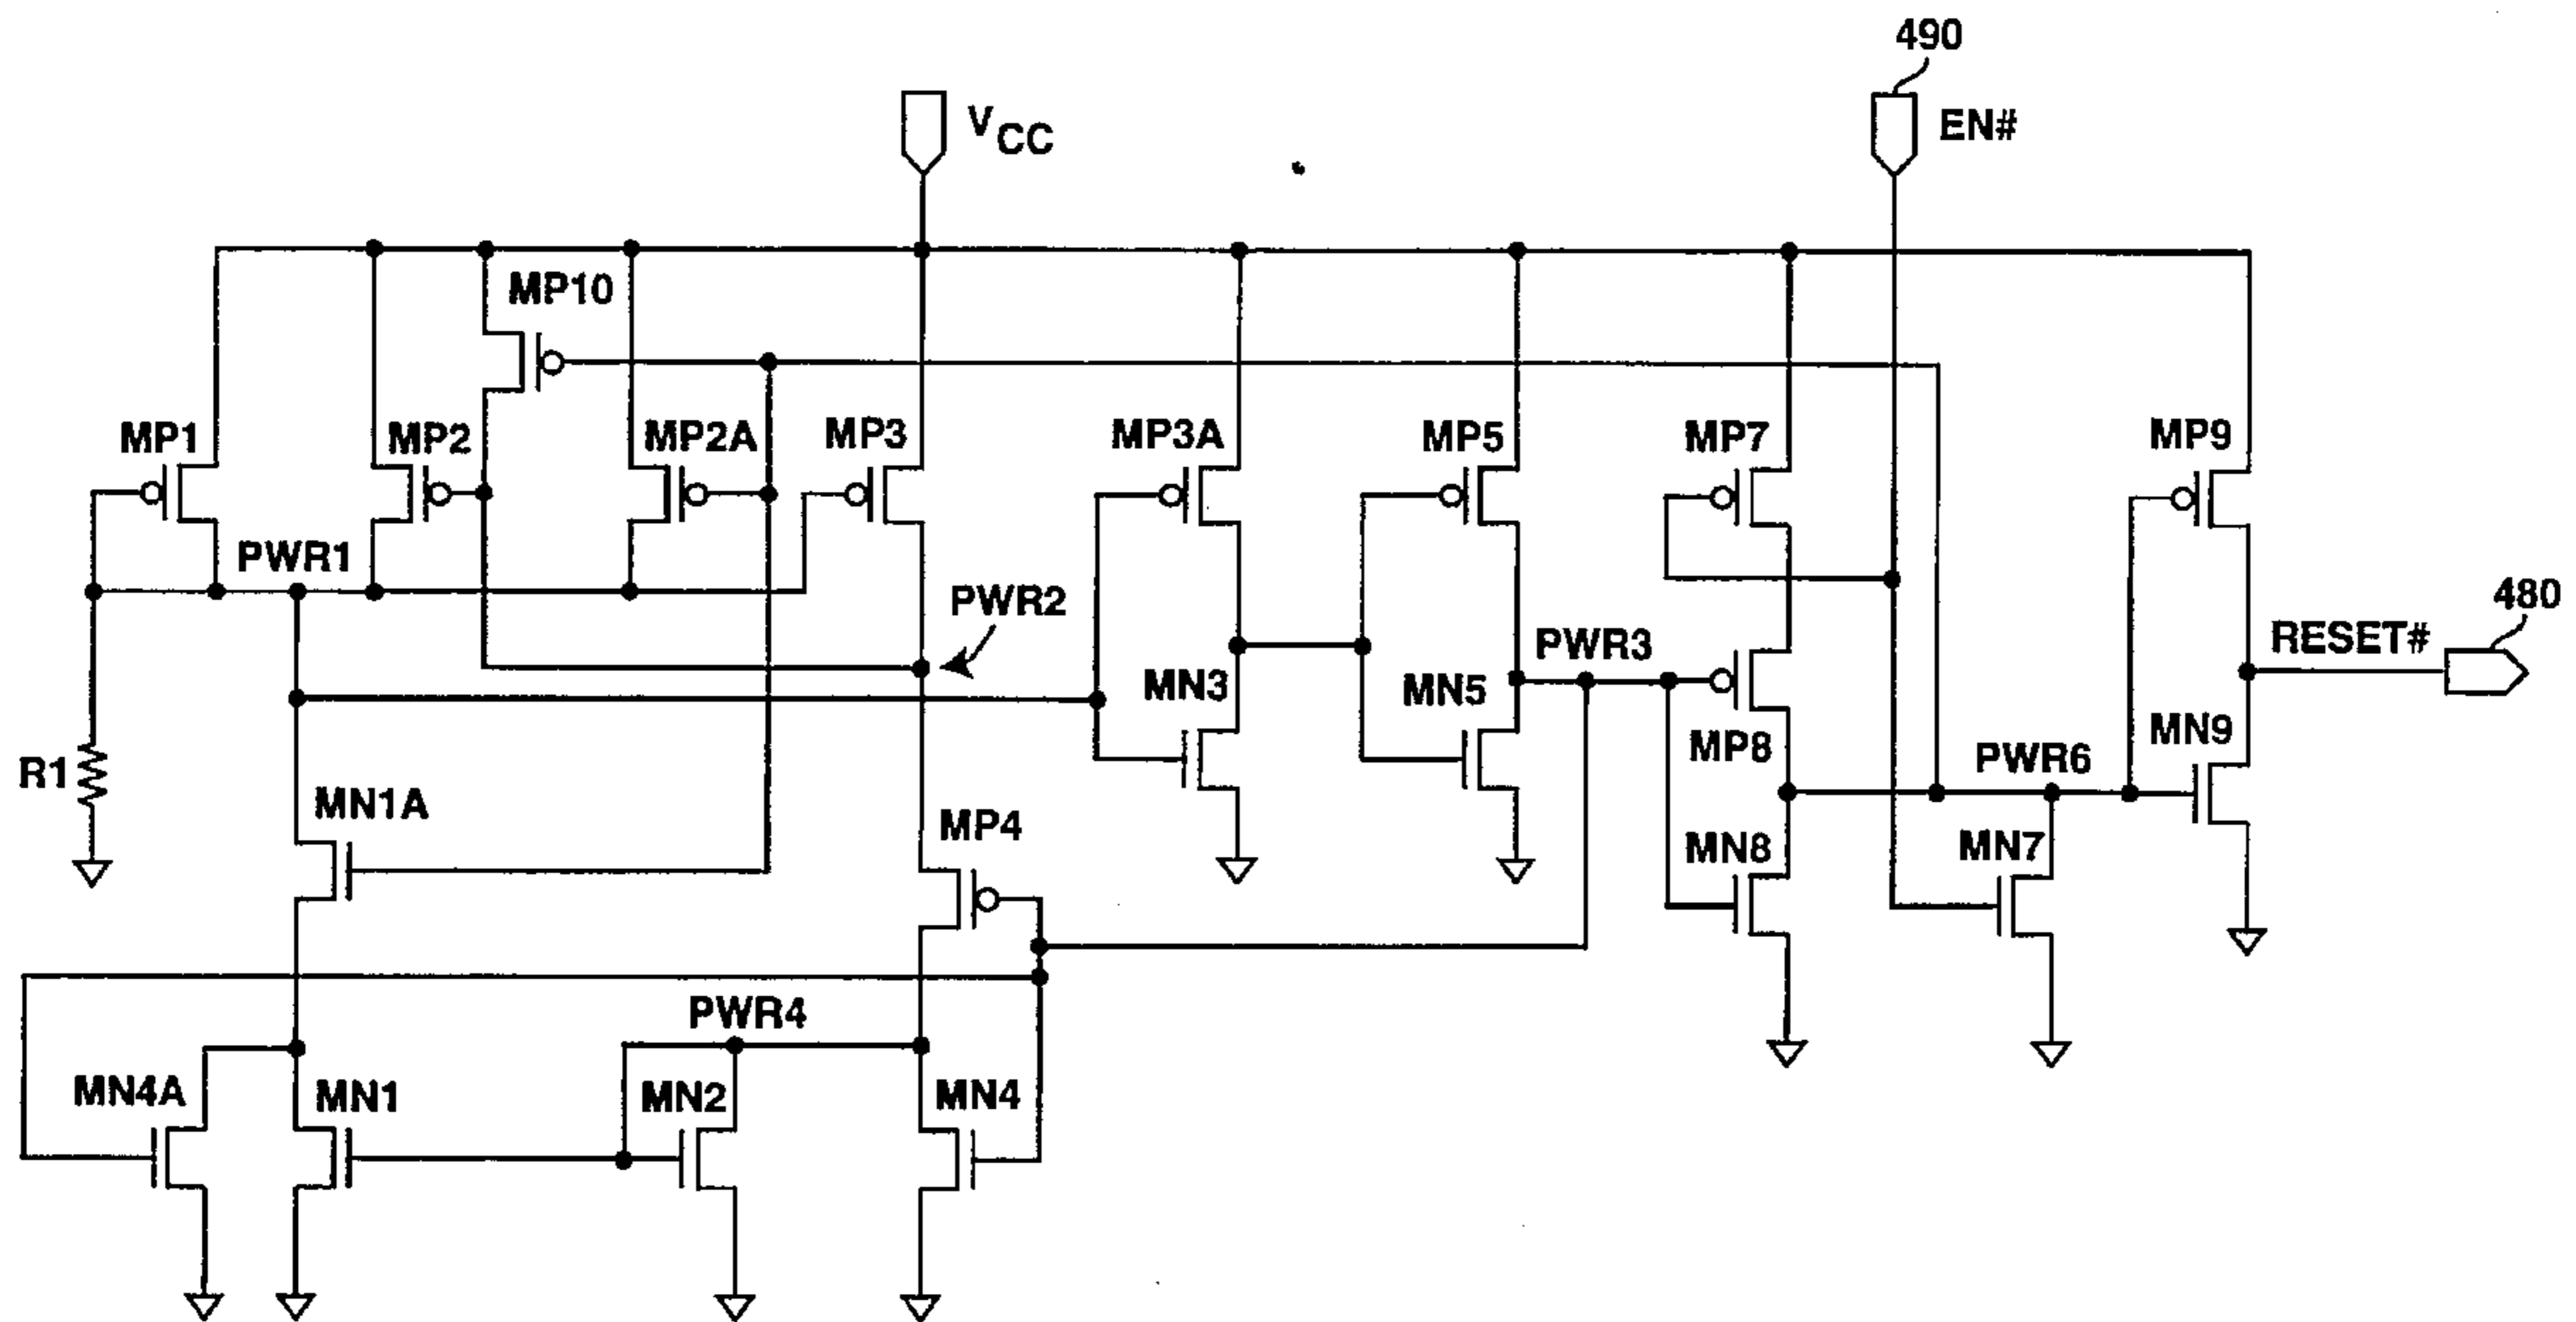 490
VCC
EN#
MP10
MP1
MP2
MP2A
MP3
MP3A
MP5
MP7
MP9
PWR1
PWR2
480
RESET#
PWR3
MN3
MN5
MP8
MN9
R1
PWR6
MN1A
MP4
MN8
MN7
PWR4
MN4A
MN1
MN2
MN4